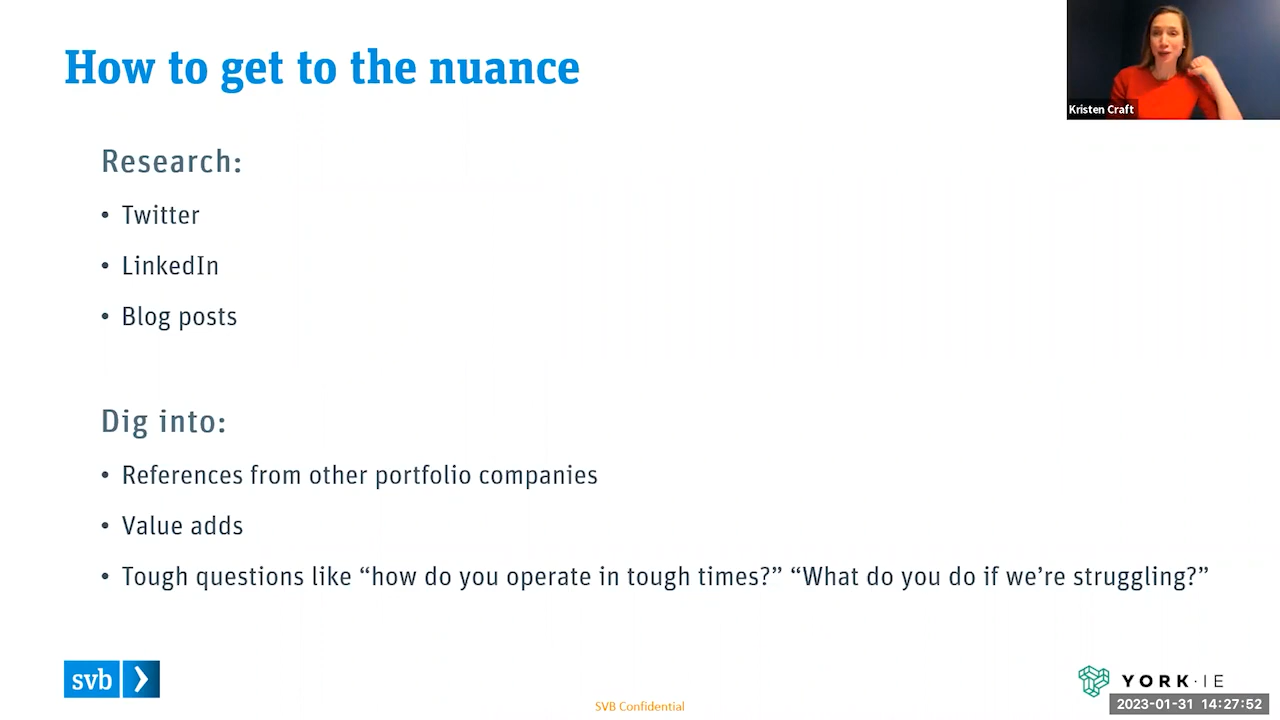 How to get to the nuance
Kristen Craft
Research:
• Twitter
• LinkedIn
• Blog posts
Dig into:
• References from other portfolio companies
• Value adds
• Tough questions like “how do you operate in tough times?” “What do you do if we’re struggling?”
svb
YORK·IE
SVB Confidential
2023-01-31 14:27:52